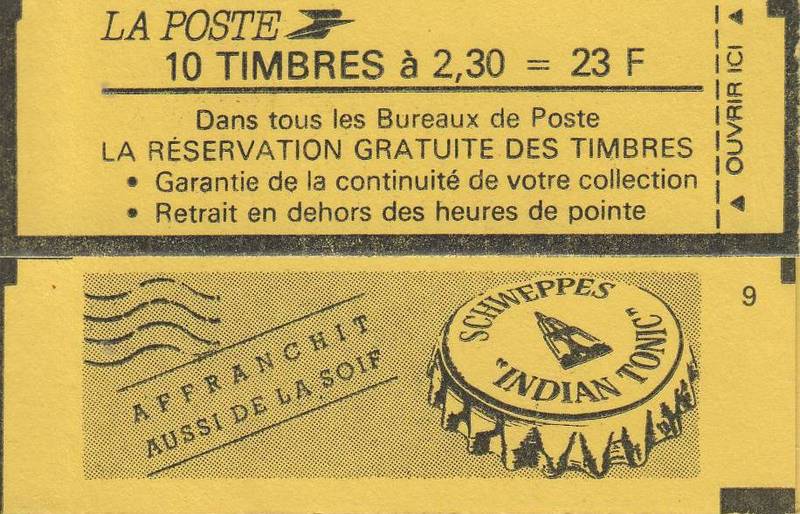 LA POSTE
10 TIMBRES à 2,30 = 23 F
Dans tous les Bureaux de Poste
LA RÉSERVATION GRATUITE DES TIMBRES
• Garantie de la continuité de votre collection
• Retrait en dehors des heures de pointe
▲ OUVRIR ICI ▲
AFFRANCHIT
AUSSI DE LA SOIF
SCHWEPPES
"INDIAN TONIC"
9